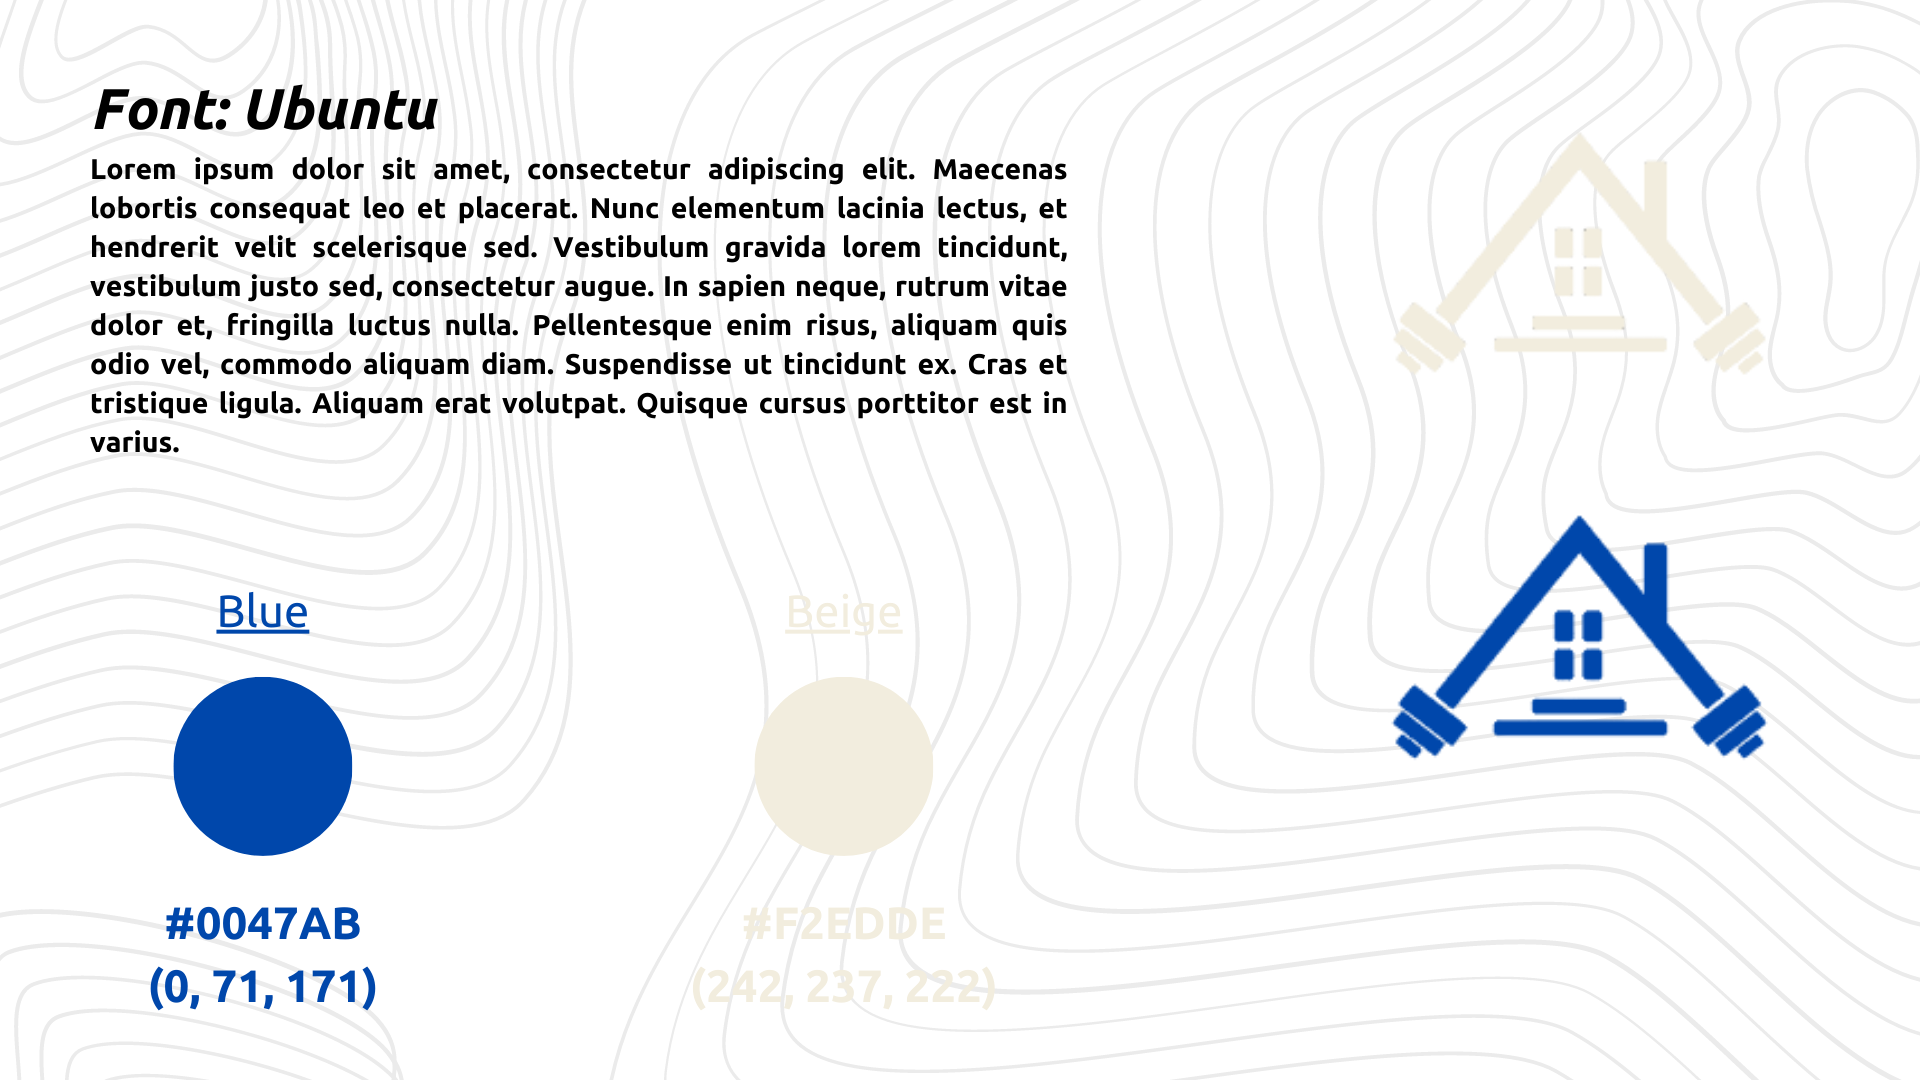 Font: Ubuntu
Lorem ipsum dolor sit amet, consectetur adipiscing elit. Maecenas
lobortis consequat leo et placerat. Nunc elementum lacinia lectus, et
hendrerit velit scelerisque sed. Vestibulum gravida lorem tincidunt,
vestibulum justo sed, consectetur augue. In sapien neque, rutrum vitae
dolor et, fringilla luctus nulla. Pellentesque enim risus, aliquam quis
odio vel, commodo aliquam diam. Suspendisse ut tincidunt ex. Cras et
tristique ligula. Aliquam erat volutpat. Quisque cursus porttitor est in
varius.
Blue
#0047AB
(0, 71, 171)
Beige
#F2EDDE
(242, 237, 222)